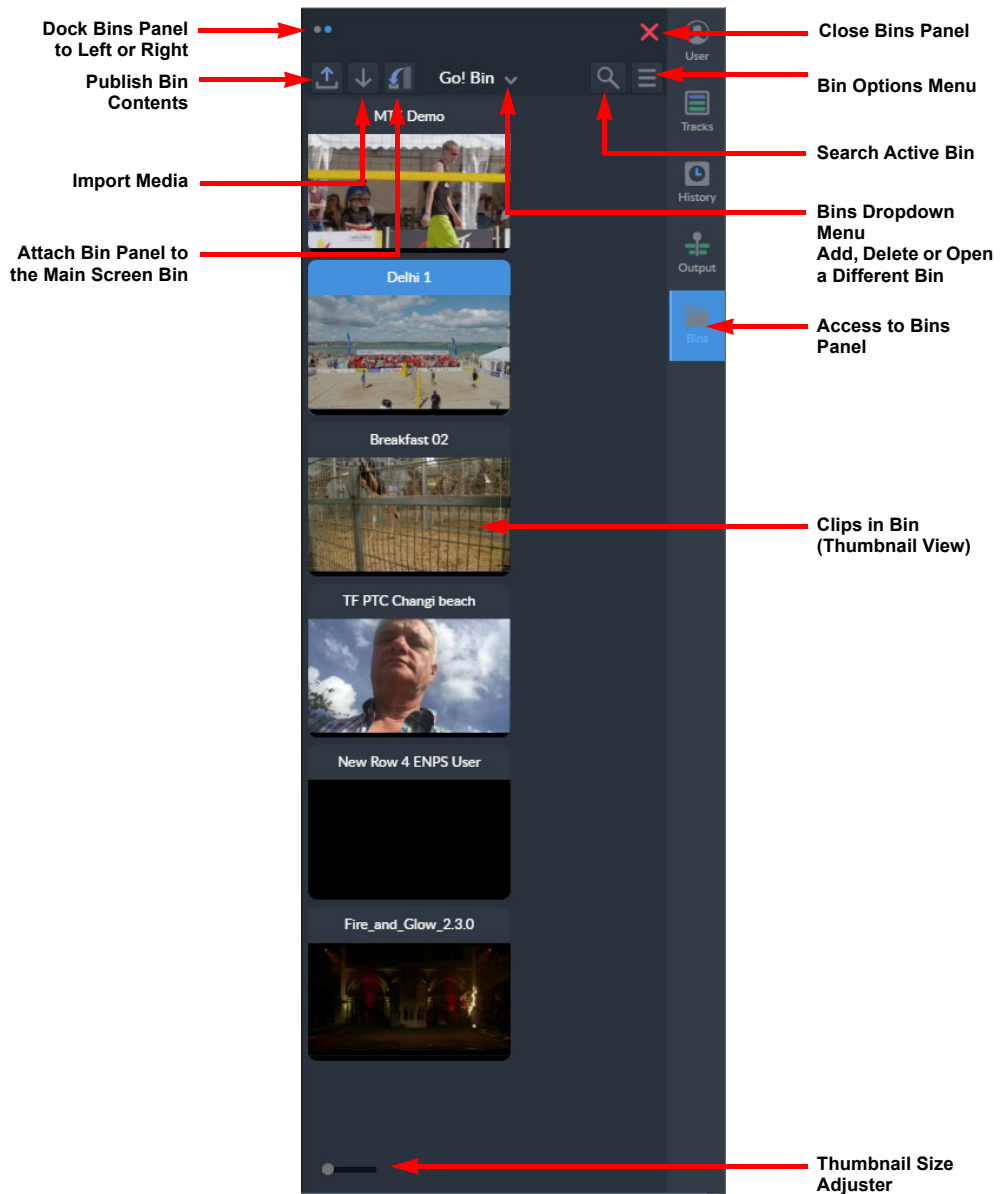 Dock Bins Panel
to Left or Right
Publish Bin
Contents
Import Media
Attach Bin Panel to
the Main Screen Bin
Go! Bin
Demo
Delhi 1
Breakfast 02
TF PTC Changi beach
New Row 4 ENPS User
Fire_and_Glow_2.3.0
User
Tracks
History
Output
Bins
Close Bins Panel
Bin Options Menu
Search Active Bin
Bins Dropdown
Menu
Add, Delete or Open
a Different Bin
Access to Bins
Panel
Clips in Bin
(Thumbnail View)
Thumbnail Size
Adjuster